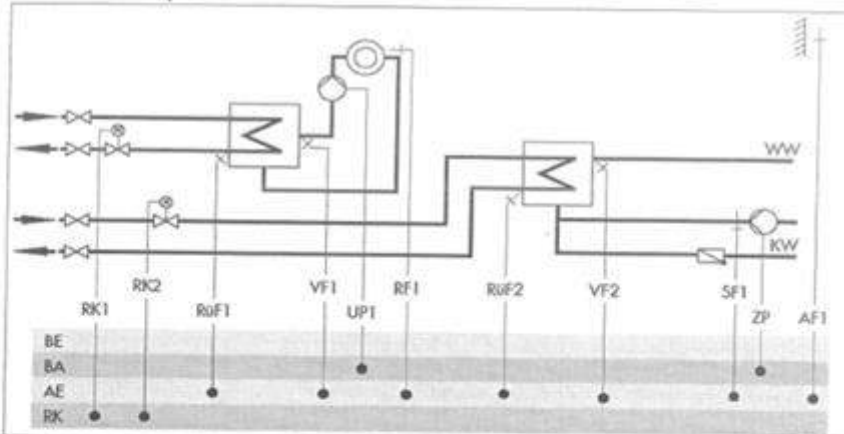 WW
KW
RK1
RK2
RüF1
VF1
UP1
RF1
RüF2
VF2
SF1
ZP
AF1
BE
BA
AE
RK